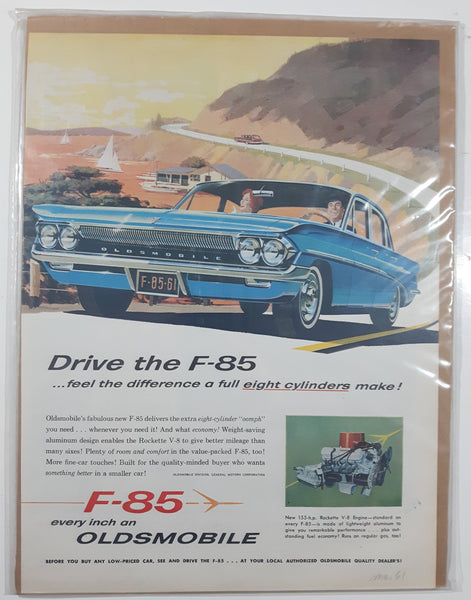 OLDSMOBILE
F-85-61
Drive the F-85
...feel the difference a full eight cylinders make!
Oldsmobile's fabulous new F-85 delivers the extra eight-cylinder "oomph"
you need . . . whenever you need it! And what economy! Weight-saving
aluminum design enables the Rockette V-8 to give better mileage than
many sixes! Plenty of room and comfort in the value-packed F-85, too!
More fine-car touches! Built for the quality-minded buyer who wants
something better in a smaller car!
OLDSMOBILE DIVISION, GENERAL MOTORS CORPORATION
F-85
every inch an
OLDSMOBILE
New 155-h.p. Rockette V-8 Engine—standard on
every F-85—is made of lightweight aluminum to
give you remarkable performance . . . plus out-
standing fuel economy! Runs on regular gas, too!
BEFORE YOU BUY ANY LOW-PRICED CAR, SEE AND DRIVE THE F-85 . . . AT YOUR LOCAL AUTHORIZED OLDSMOBILE QUALITY DEALER'S!